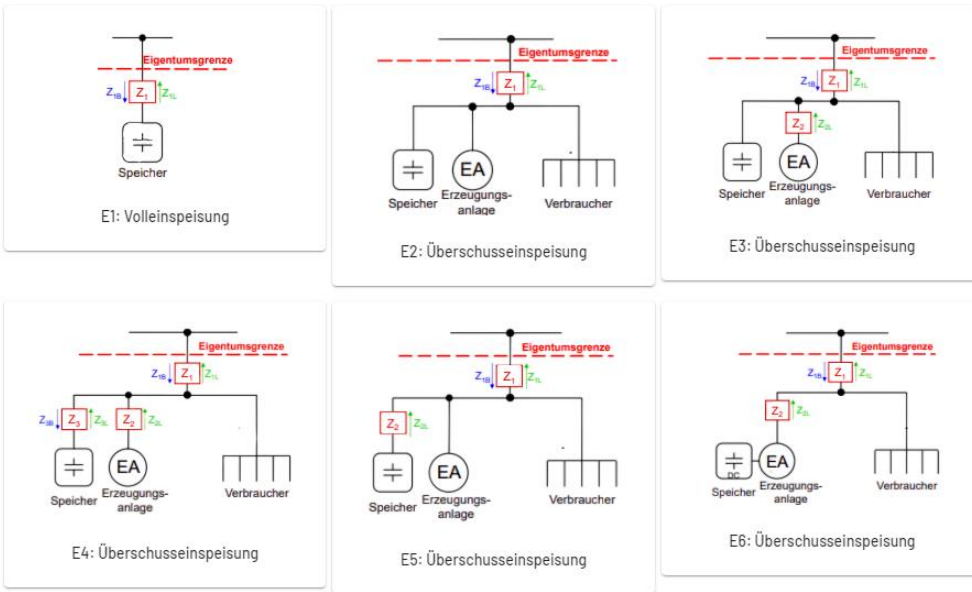 Eigentumsgrenze
Z1B Z1 Z1L
Speicher
E1: Volleinspeisung
Eigentumsgrenze
Z1B Z1 Z1L
EA
Speicher Erzeugungs-
anlage
Verbraucher
E2: Überschusseinspeisung
Eigentumsgrenze
Z1B Z1 Z1L
Z2 Z2L
EA
Speicher Erzeugungs-
anlage
Verbraucher
E3: Überschusseinspeisung
Eigentumsgrenze
Z1B Z1 Z1L
Z3B Z3 Z3L Z2 Z2L
EA
Speicher Erzeugungs-
anlage
Verbraucher
E4: Überschusseinspeisung
Eigentumsgrenze
Z1B Z1 Z1L
Z2 Z2L
EA
Speicher Erzeugungs-
anlage
Verbraucher
E5: Überschusseinspeisung
Eigentumsgrenze
Z1B Z1 Z1L
Z2 Z2L
EA
DC
Speicher Erzeugungs-
anlage
Verbraucher
E6: Überschusseinspeisung